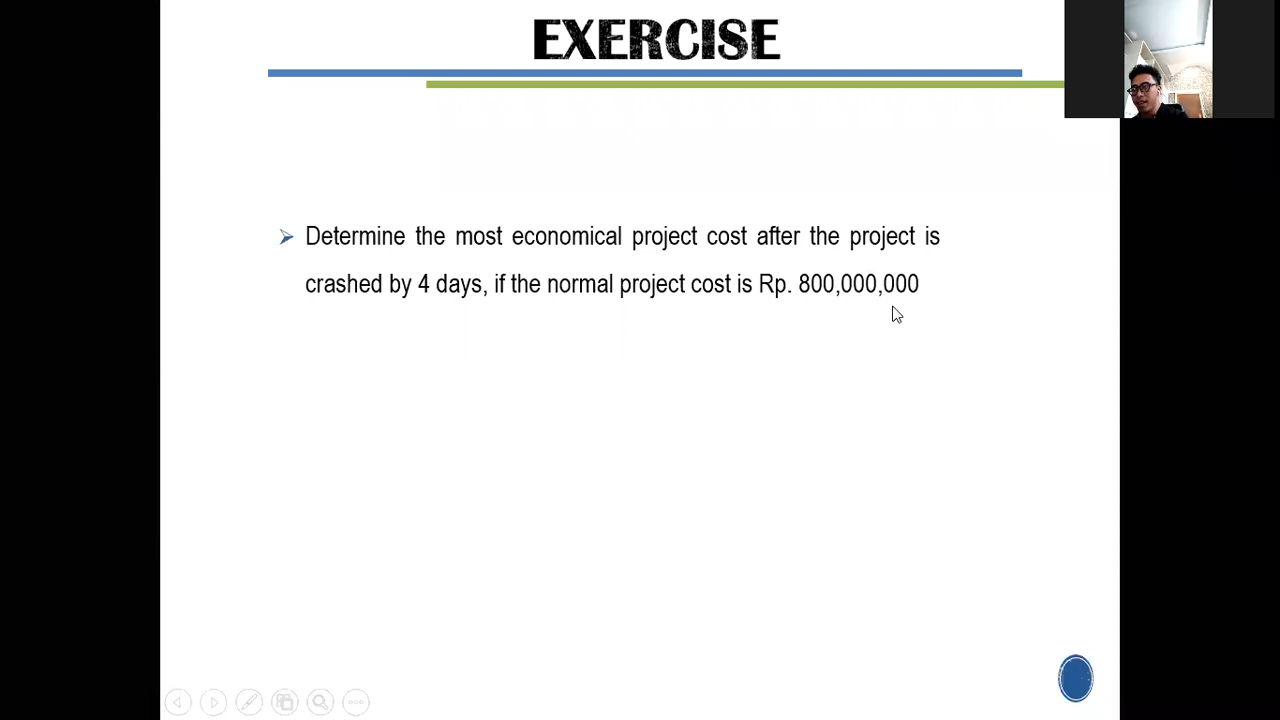 EXERCISE
Determine the most economical project cost after the project is
crashed by 4 days, if the normal project cost is Rp. 800,000,000